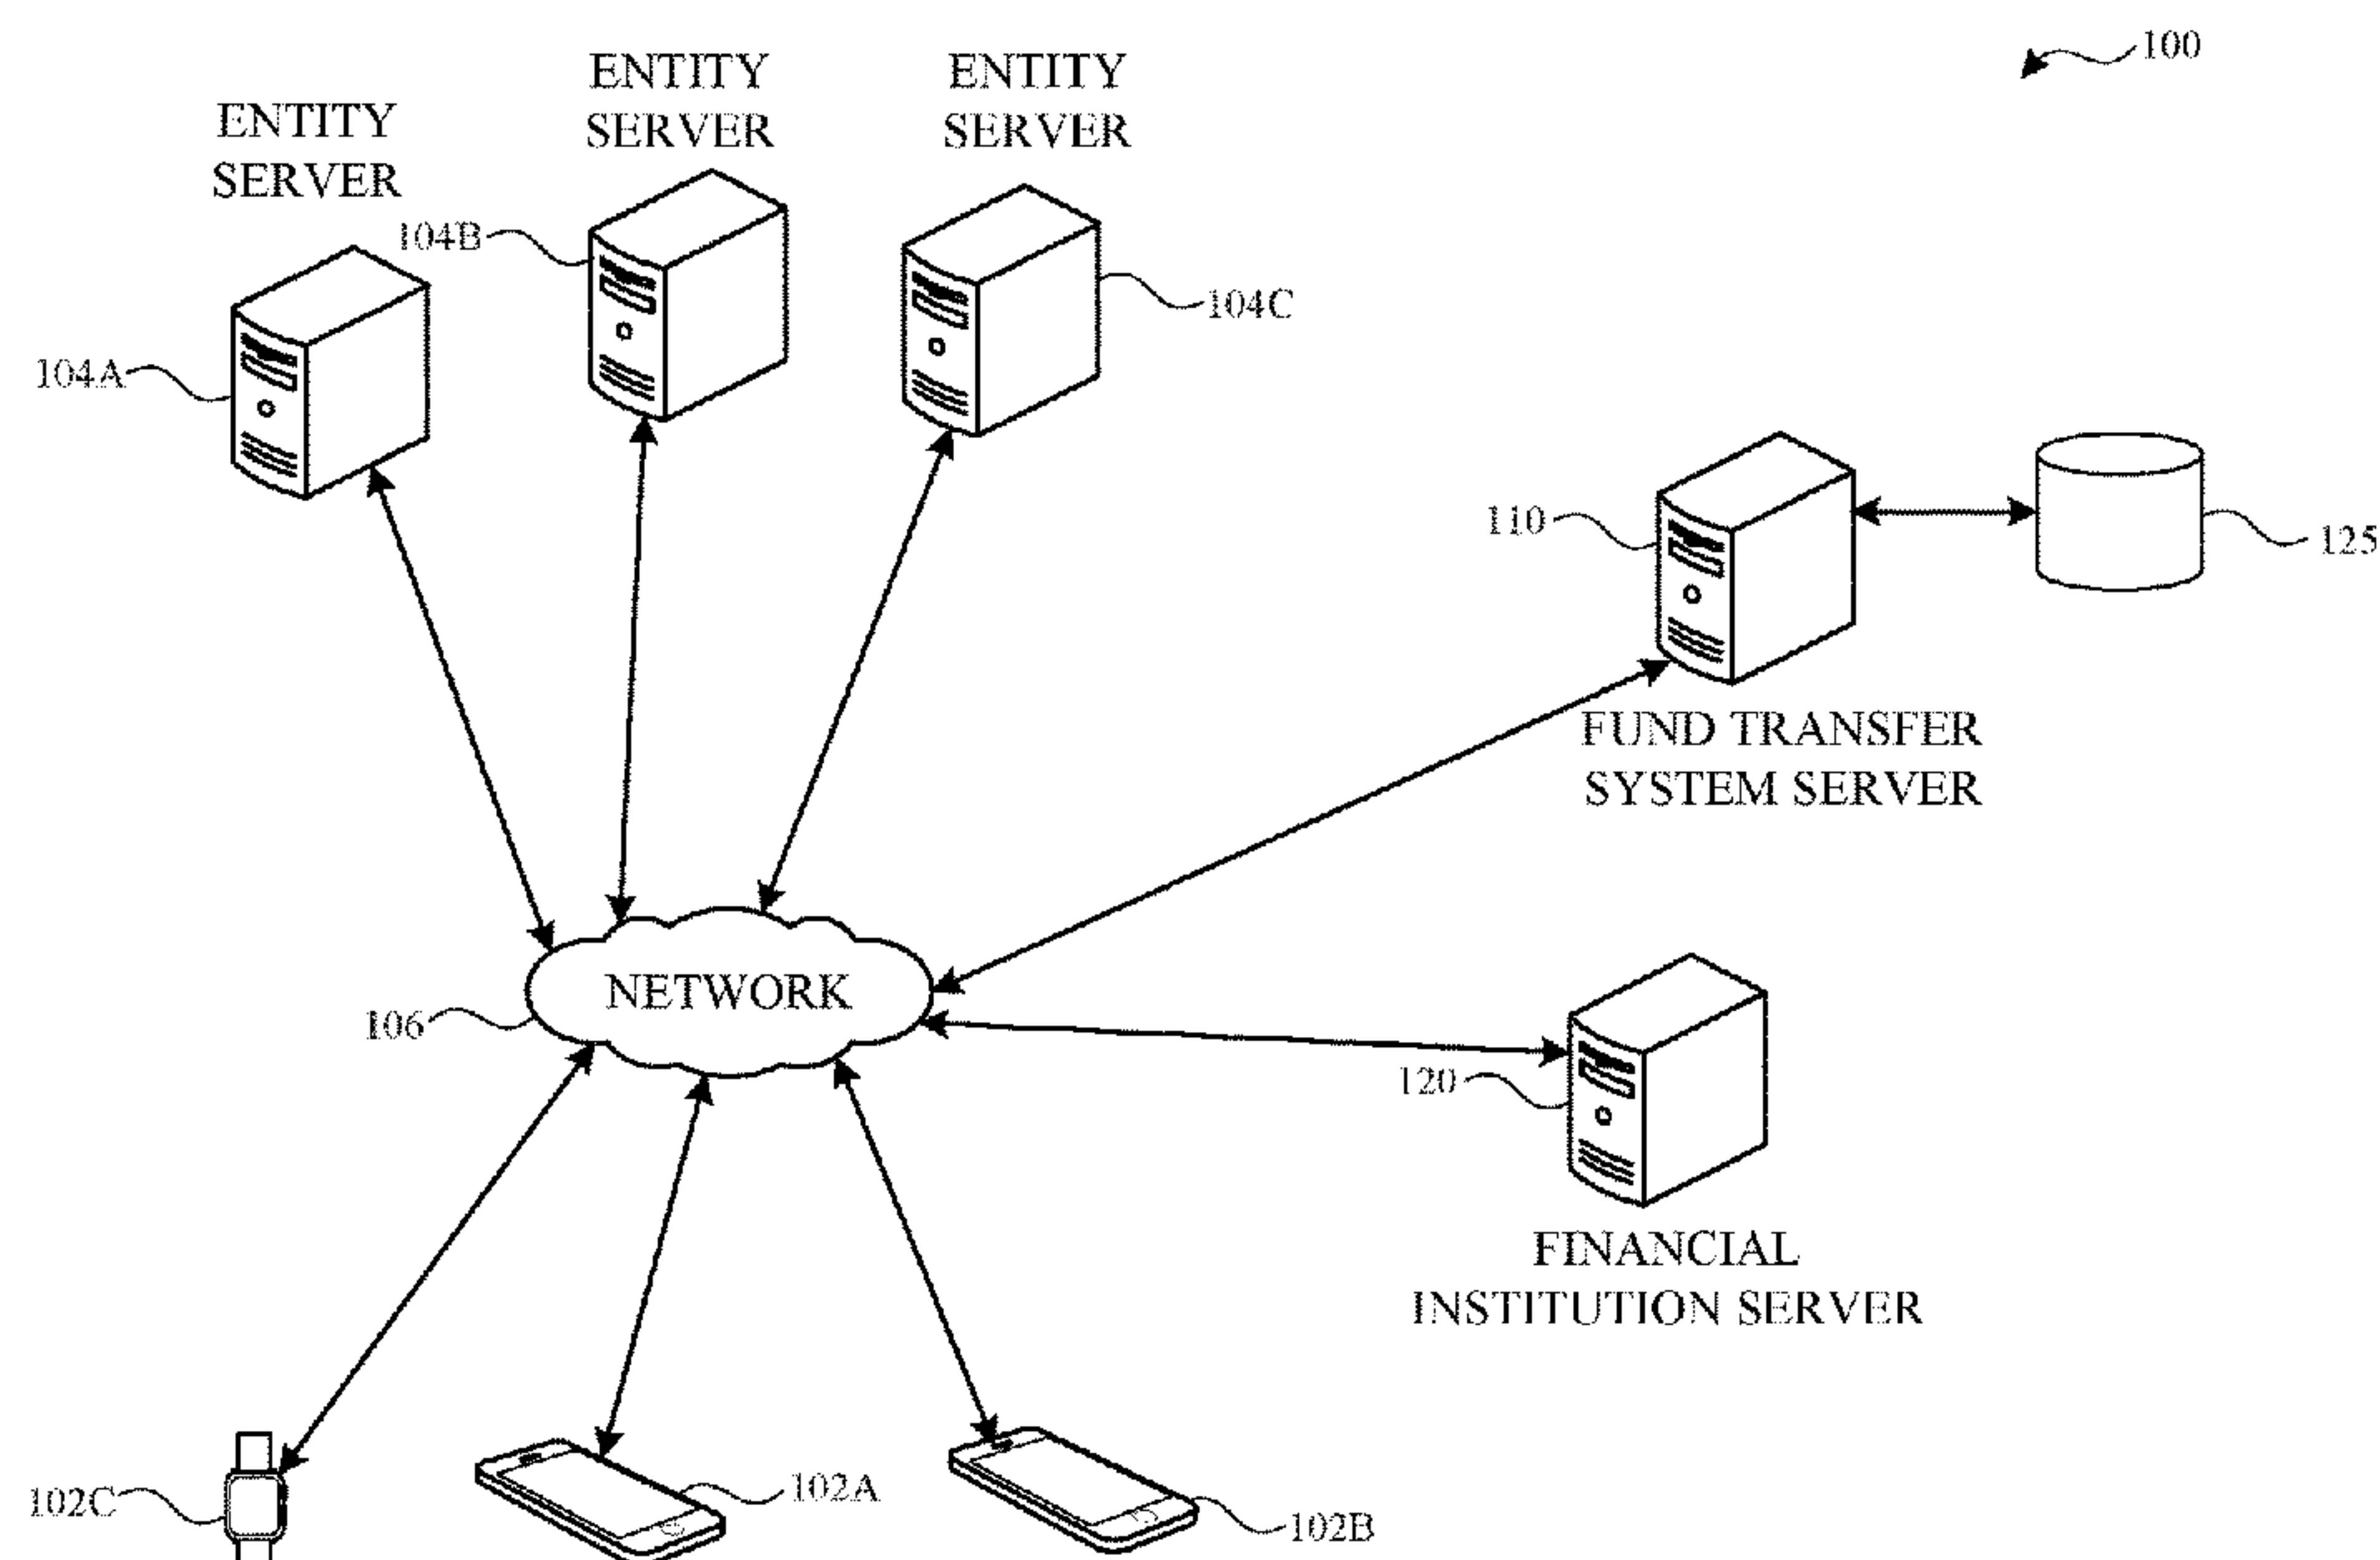 100
ENTITY
SERVER
ENTITY
SERVER
ENTITY
SERVER
104B
104C
104A
110
125
FUND TRANSFER
SYSTEM SERVER
NETWORK
106
120
FINANCIAL
INSTITUTION SERVER
102C
102A
102B